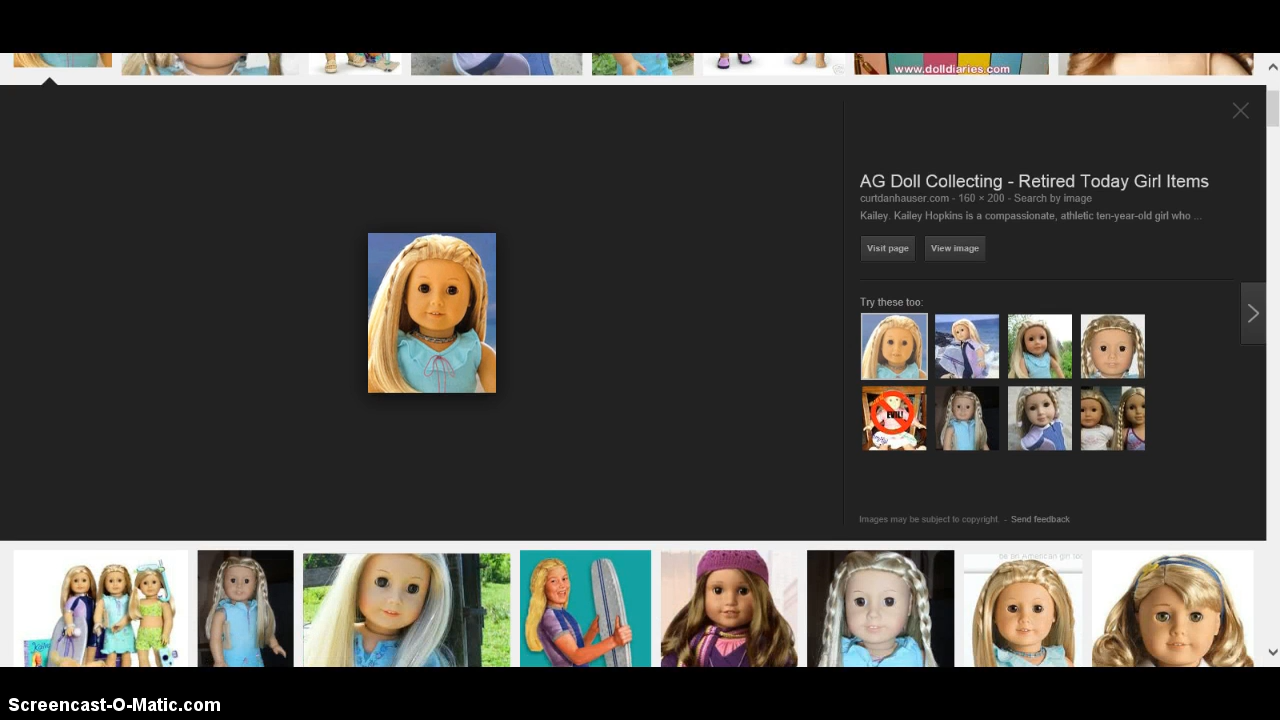 www.dolldiaries.com
AG Doll Collecting - Retired Today Girl Items
curtdanhauser.com - 160 × 200 - Search by image
Kailey. Kailey Hopkins is a compassionate, athletic ten-year-old girl who ...
Visit page View image
Try these too:
Images may be subject to copyright. - Send feedback
Screencast-O-Matic.com